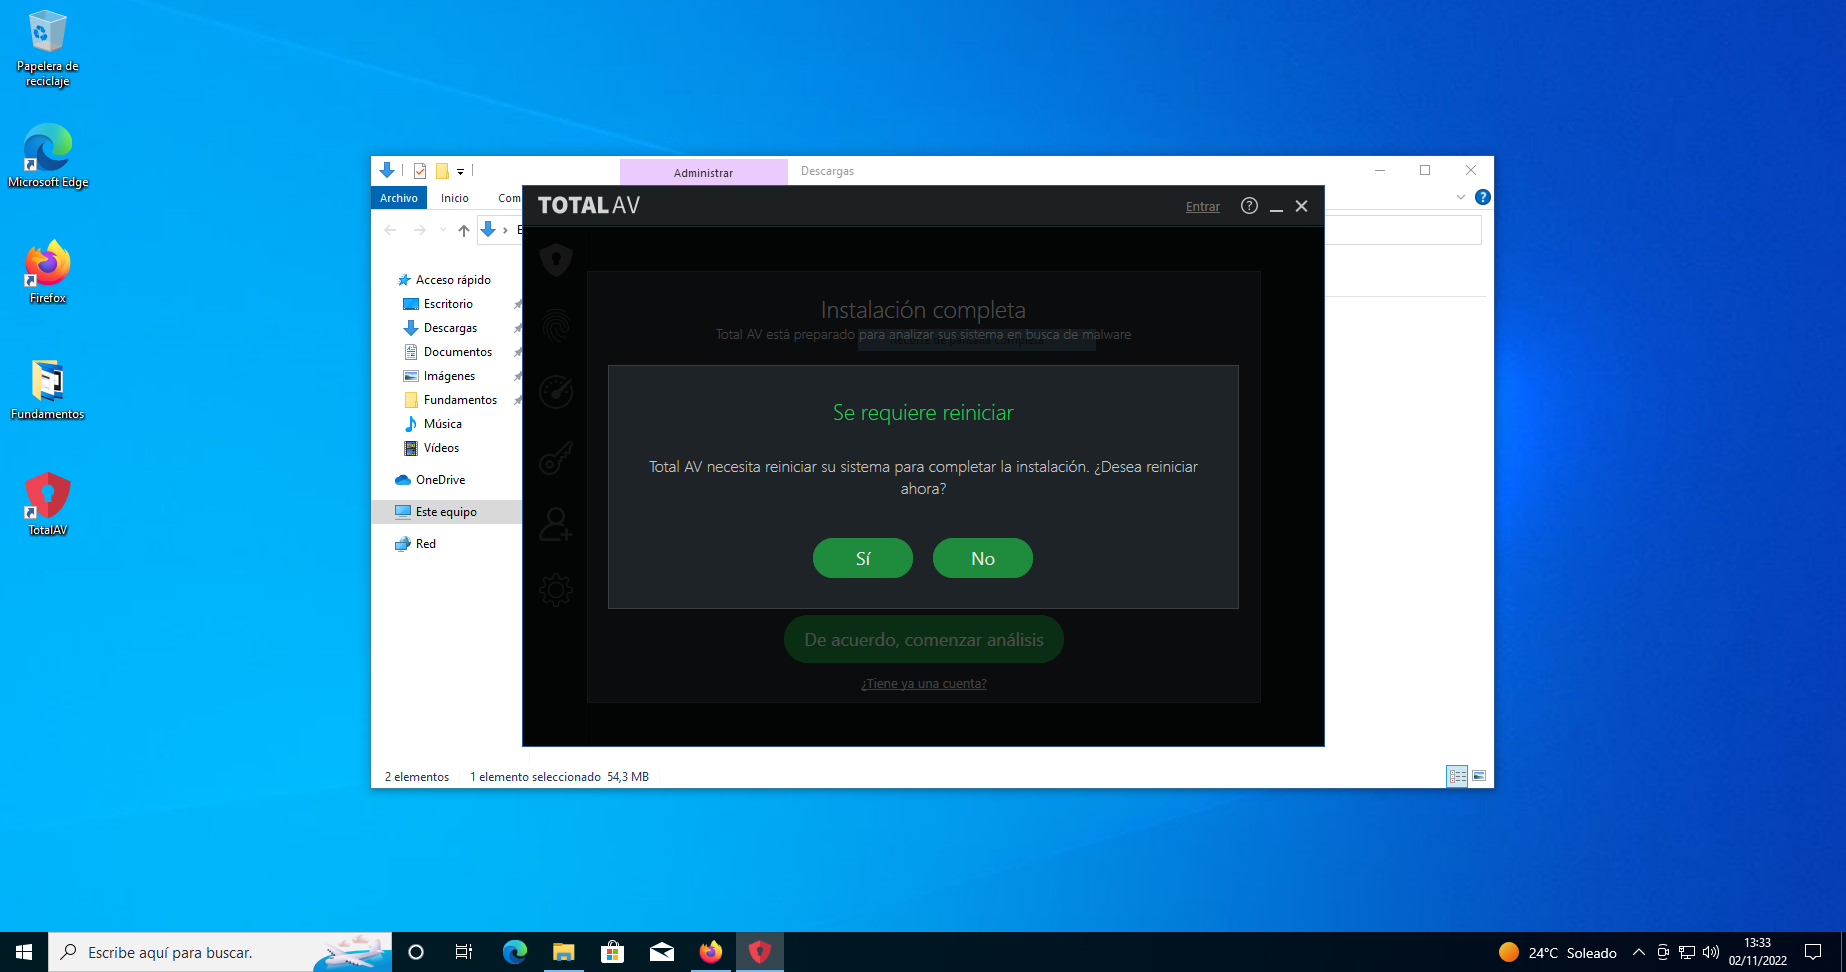 Papelera de
reciclaje
Microsoft Edge
Firefox
Fundamentos
TotalAV
Administrar
Descargas
Archivo
Inicio
Com
Acceso rápido
Escritorio
Descargas
Documentos
Imágenes
Fundamentos
Música
Vídeos
OneDrive
Este equipo
Red
2 elementos
1 elemento seleccionado 54,3 MB
TOTAL AV
Entrar
Instalación completa
Total AV está preparado para analizar sus sistema en busca de malware
Se requiere reiniciar
Total AV necesita reiniciar su sistema para completar la instalación. ¿Desea reiniciar
ahora?
Sí
No
De acuerdo, comenzar análisis
¿Tiene ya una cuenta?
Escribe aquí para buscar.
24°C Soleado
13:33
02/11/2022